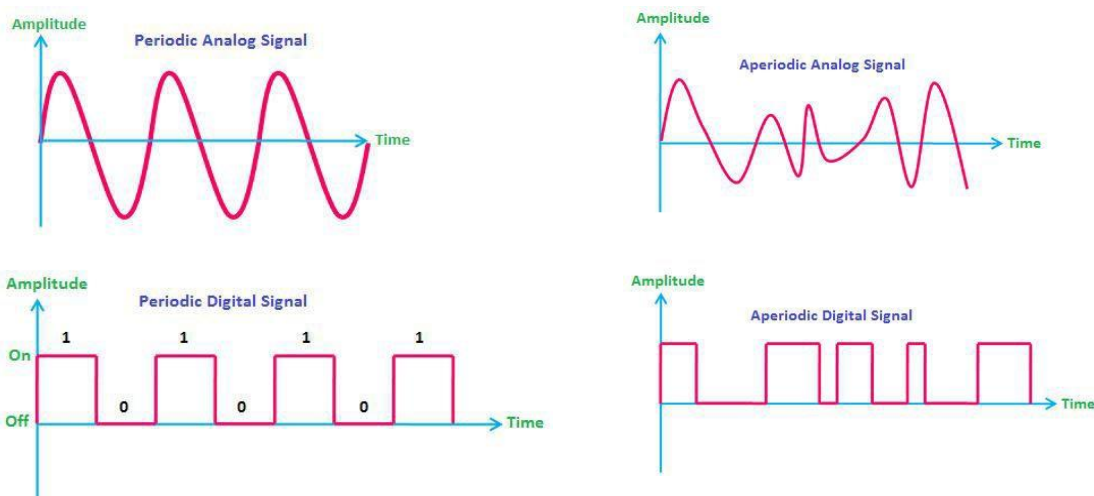 Amplitude
Periodic Analog Signal
Time
Amplitude
Aperiodic Analog Signal
Time
Amplitude
Periodic Digital Signal
1 1 1 1
On
0 0 0
Off
Time
Amplitude
Aperiodic Digital Signal
Time